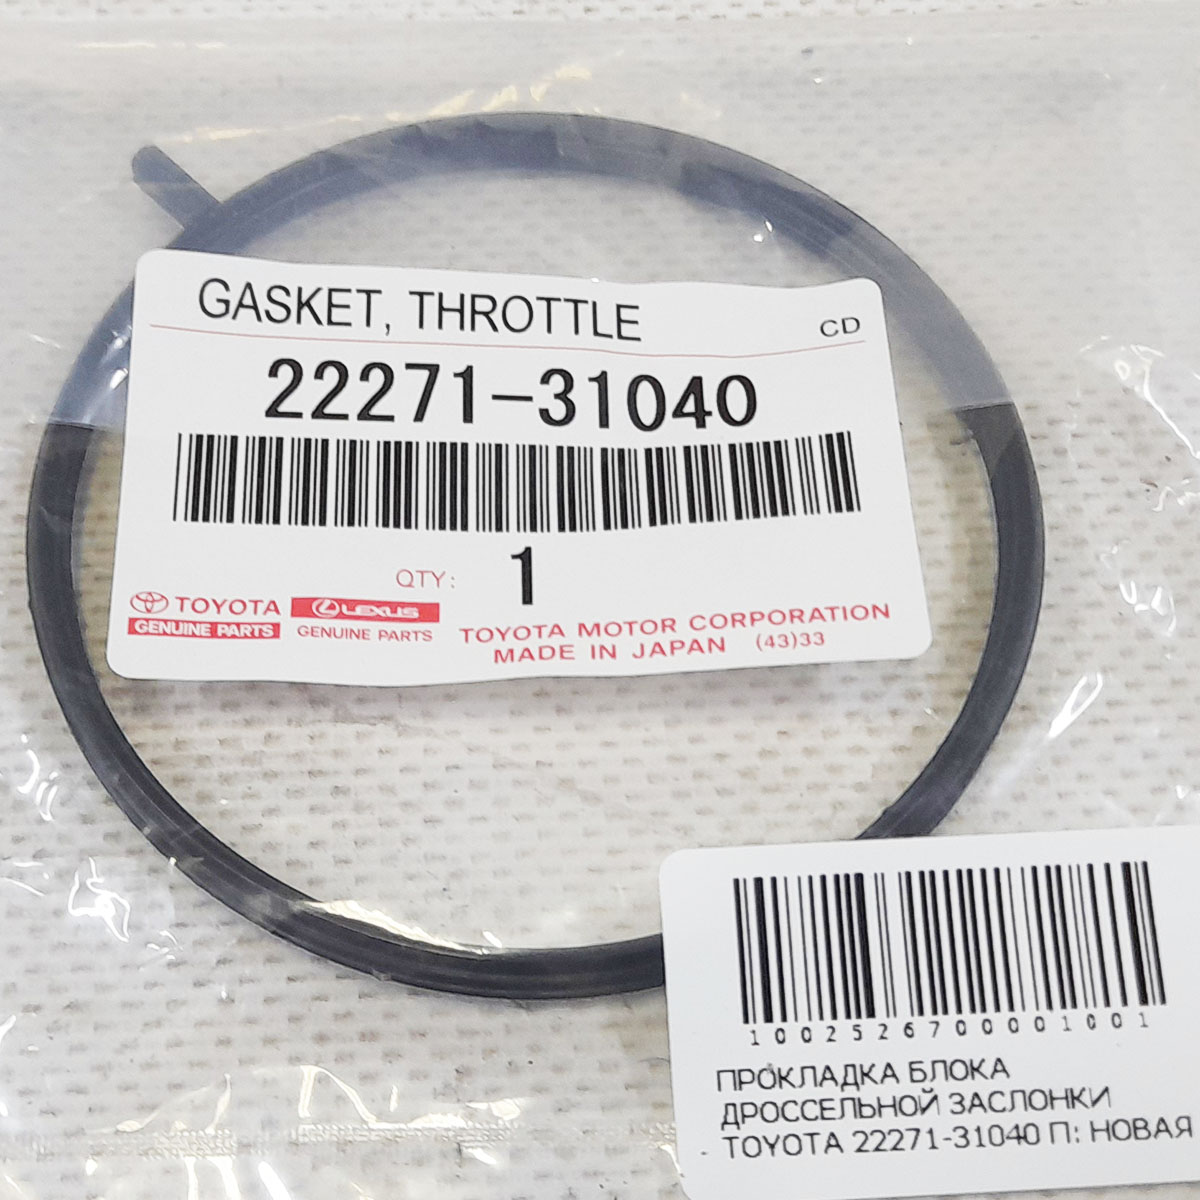 GASKET, THROTTLE
CD
22271-31040
QTY: 1
TOYOTA
GENUINE PARTS
LEXUS
GENUINE PARTS
TOYOTA MOTOR CORPORATION
MADE IN JAPAN (43)33
1002526700001001
ПРОКЛАДКА БЛОКА
ДРОССЕЛЬНОЙ ЗАСЛОНКИ
TOYOTA 22271-31040 П: НОВАЯ